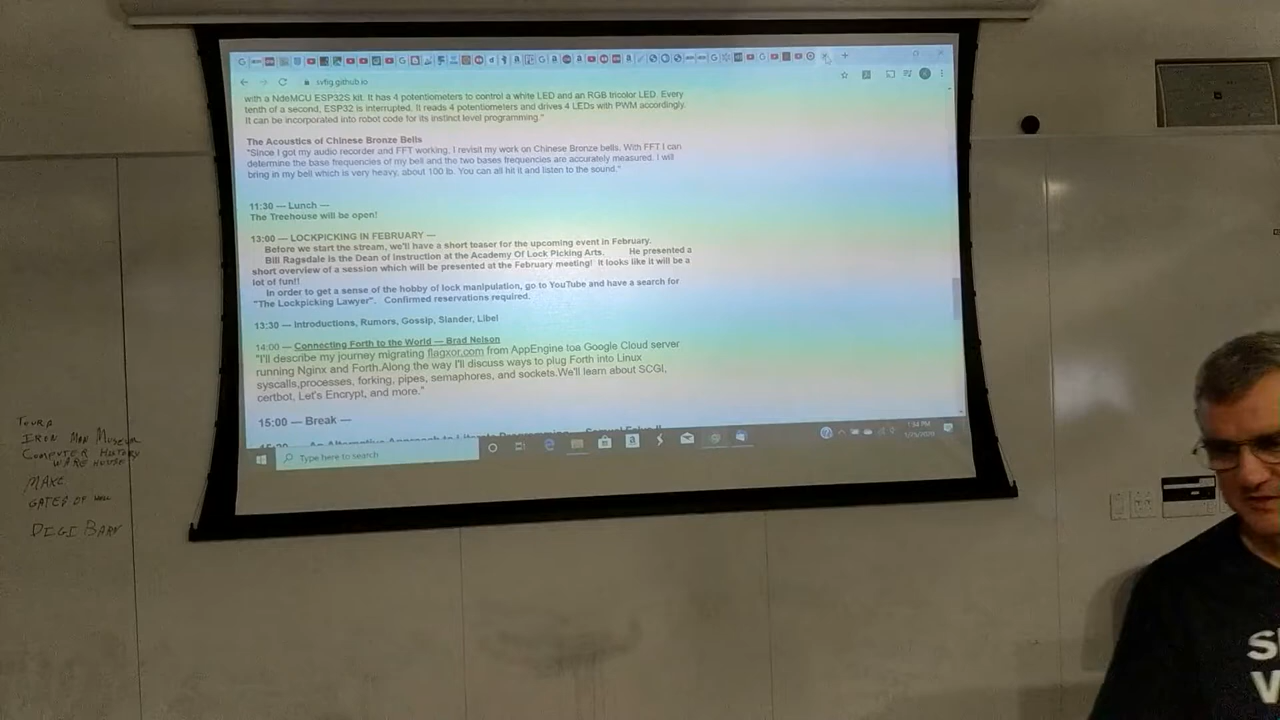 svfig.github.io
with a NdeMCU ESP32S kit. It has 4 potentiometers to control a white LED and an RGB tricolor LED. Every
tenth of a second, ESP32 is interrupted. It reads 4 potentiometers and drives 4 LEDs with PWM accordingly.
It can be incorporated into robot code for its instinct level programming."
The Acoustics of Chinese Bronze Bells
"Since I got my audio recorder and FFT working, I revisit my work on Chinese Bronze bells. With FFT I can
determine the base frequencies of my bell and the two bases frequencies are accurately measured. I will
bring in my bell which is very heavy, about 100 lb. You can all hit it and listen to the sound."
11:30 — Lunch —
The Treehouse will be open!
13:00 — LOCKPICKING IN FEBRUARY —
Before we start the stream, we'll have a short teaser for the upcoming event in February.
Bill Ragsdale is the Dean of Instruction at the Academy Of Lock Picking Arts. He presented a
short overview of a session which will be presented at the February meeting! It looks like it will be a
lot of fun!!
In order to get a sense of the hobby of lock manipulation, go to YouTube and have a search for
"The Lockpicking Lawyer". Confirmed reservations required.
13:30 — Introductions, Rumors, Gossip, Slander, Libel
14:00 — Connecting Forth to the World — Brad Nelson
"I'll describe my journey migrating flagxor.com from AppEngine toa Google Cloud server
running Nginx and Forth.Along the way I'll discuss ways to plug Forth into Linux
syscalls,processes, forking, pipes, semaphores, and sockets.We'll learn about SCGI,
certbot, Let's Encrypt, and more."
15:00 — Break —
Type here to search
1:34 PM
TOURS
IRON MAN MUSEUM
COMPUTER HISTORY
WAREHOUSE
MAKE
GATES OF
DIGI BARN
S
V